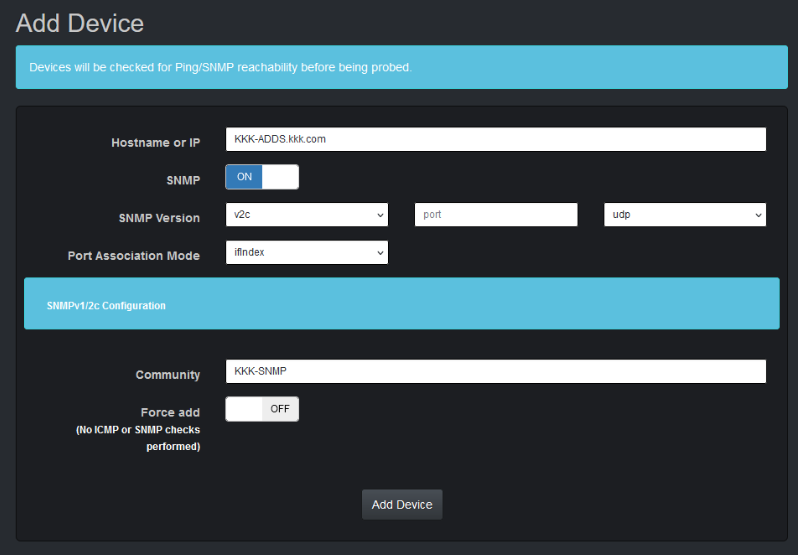 Add Device
Devices will be checked for Ping/SNMP reachability before being probed.
Hostname or IP KKK-ADDS.kkk.com
SNMP ON
SNMP Version v2c port udp
Port Association Mode ifIndex
SNMPv1/2c Configuration
Community KKK-SNMP
Force add OFF
(No ICMP or SNMP checks
performed)
Add Device